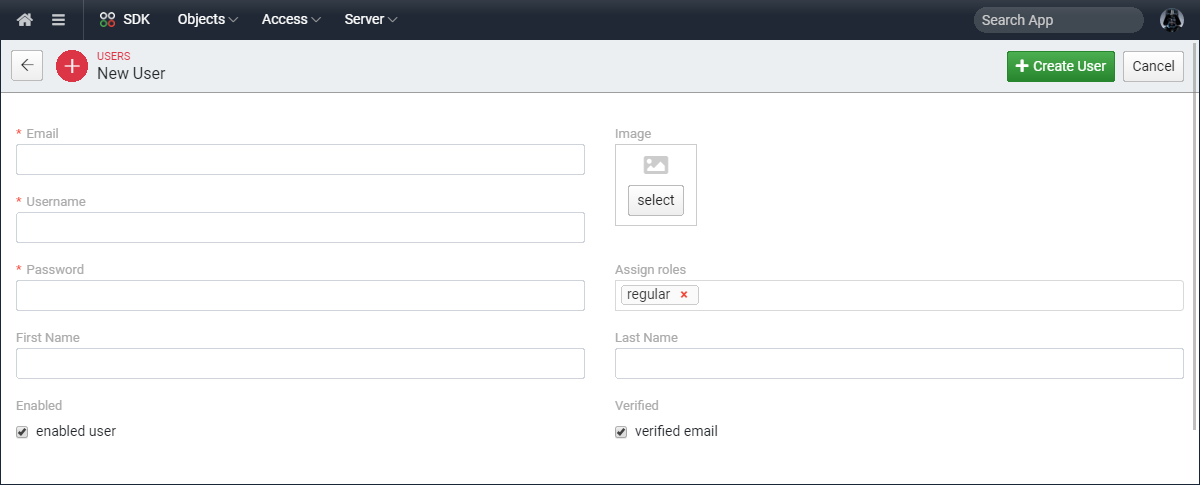 SDK Objects Access Server Search App
USERS
New User
Create User Cancel
* Email
Image
select
* Username
* Password
Assign roles
regular ×
First Name
Last Name
Enabled
Verified
enabled user
verified email